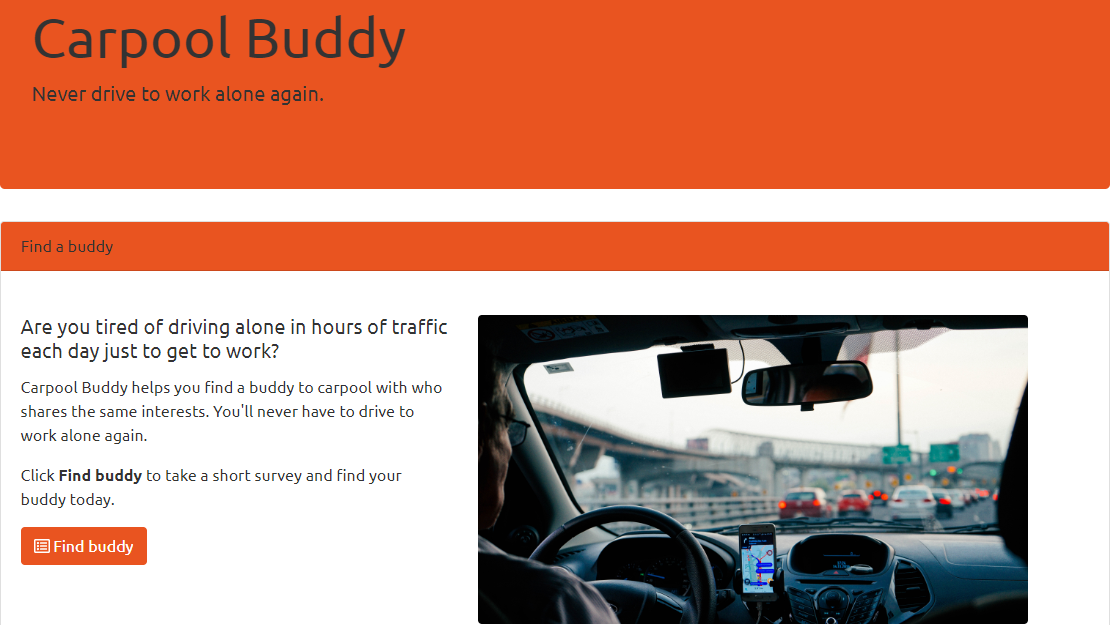 Carpool Buddy
Never drive to work alone again.
Find a buddy
Are you tired of driving alone in hours of traffic
each day just to get to work?
Carpool Buddy helps you find a buddy to carpool with who
shares the same interests. You'll never have to drive to
work alone again.
Click Find buddy to take a short survey and find your
buddy today.
Find buddy